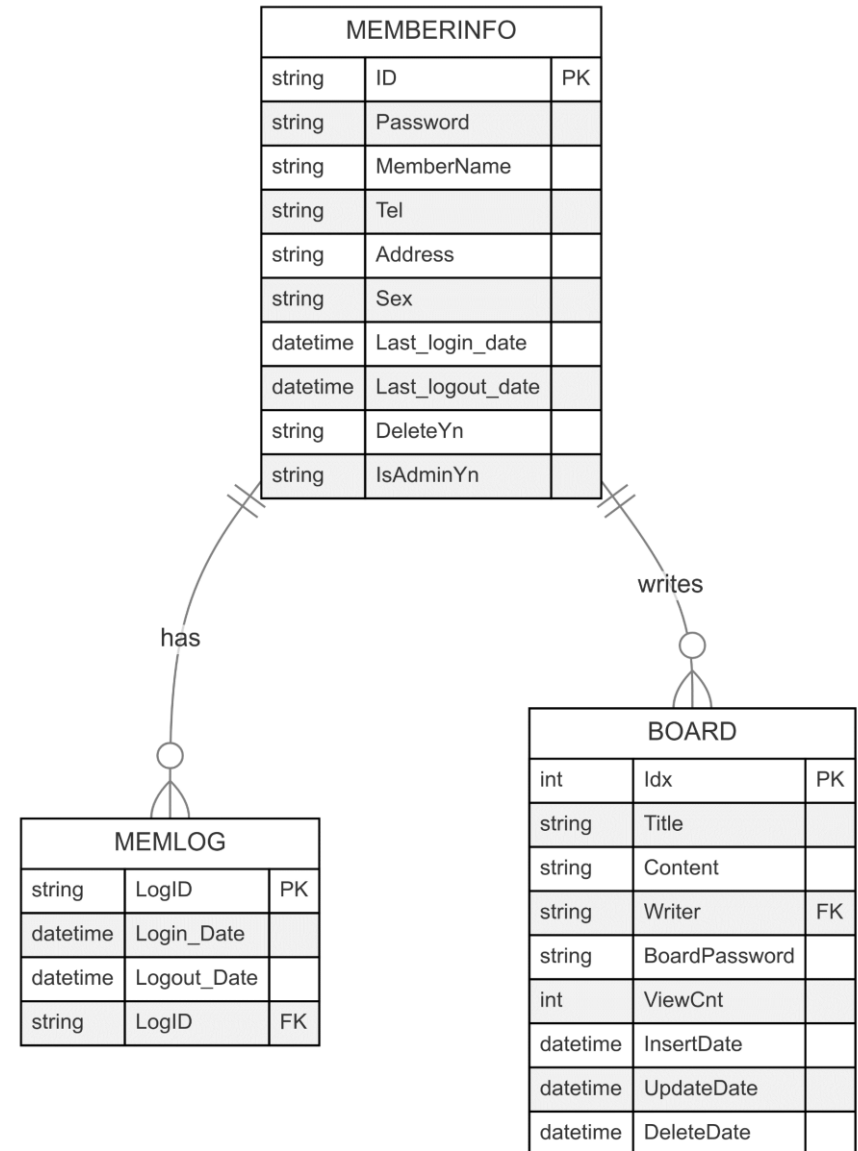 MEMBERINFO
string ID PK
string Password
string MemberName
string Tel
string Address
string Sex
datetime Last_login_date
datetime Last_logout_date
string DeleteYn
string IsAdminYn
writes
has
BOARD
int Idx PK
string Title
string Content
string Writer FK
string BoardPassword
int ViewCnt
datetime InsertDate
datetime UpdateDate
datetime DeleteDate
MEMLOG
string LogID PK
datetime Login_Date
datetime Logout_Date
string LogID FK